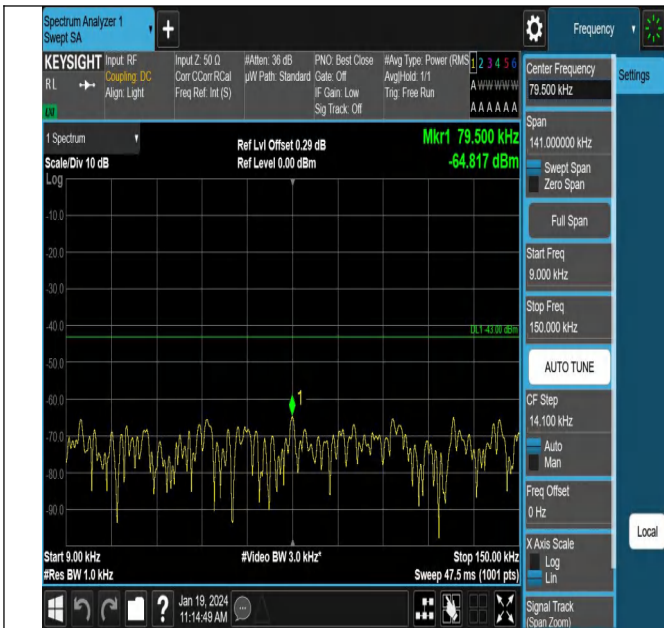 Spectrum Analyzer 1
Swept SA
Frequency
KEYSIGHT
RL
LXI
Input: RF
Coupling: DC
Align: Light
Input Z: 50 Ω
Corr CCorr RCal
Freq Ref: Int (S)
#Atten: 36 dB
µW Path: Standard
PNO: Best Close
Gate: Off
IF Gain: Low
Sig Track: Off
#Avg Type: Power (RMS
Avg|Hold: 1/1
Trig: Free Run
1 2 3 4 5 6
A W W W W W
A A A A A A
1 Spectrum
Scale/Div 10 dB
Log
Ref Lvl Offset 0.29 dB
Ref Level 0.00 dBm
Mkr1 79.500 kHz
-64.817 dBm
-10.0
-20.0
-30.0
-40.0
-50.0
-60.0
-70.0
-80.0
-90.0
DL1 -43.00 dBm
1
Start 9.00 kHz
#Res BW 1.0 kHz
#Video BW 3.0 kHz*
Stop 150.00 kHz
Sweep 47.5 ms (1001 pts)
Jan 19, 2024
11:14:49 AM
Center Frequency
79.500 kHz
Settings
Span
141.000000 kHz
Swept Span
Zero Span
Full Span
Start Freq
9.000 kHz
Stop Freq
150.000 kHz
AUTO TUNE
CF Step
14.100 kHz
Auto
Man
Freq Offset
0 Hz
X Axis Scale
Log
Lin
Local
Signal Track
(Span Zoom)